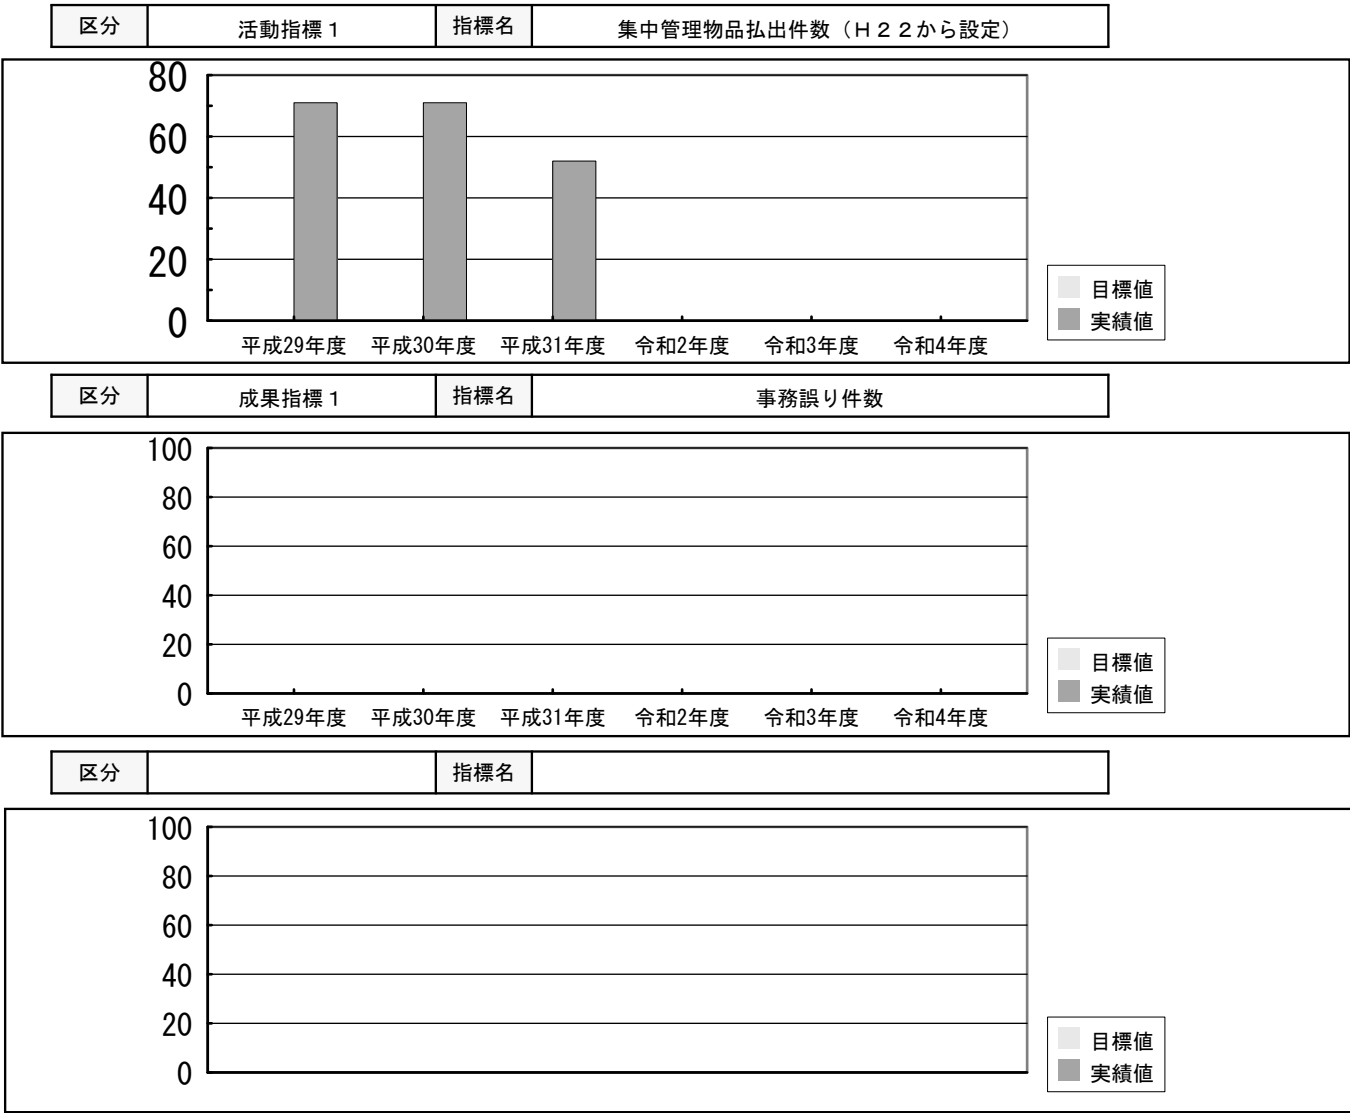 区分 活動指標１ 指標名 集中管理物品払出件数（Ｈ２２から設定）
80
60
40
20
0
平成29年度 平成30年度 平成31年度 令和2年度 令和3年度 令和4年度
目標値
実績値
区分 成果指標１ 指標名 事務誤り件数
100
80
60
40
20
0
平成29年度 平成30年度 平成31年度 令和2年度 令和3年度 令和4年度
目標値
実績値
区分 指標名
100
80
60
40
20
0
目標値
実績値